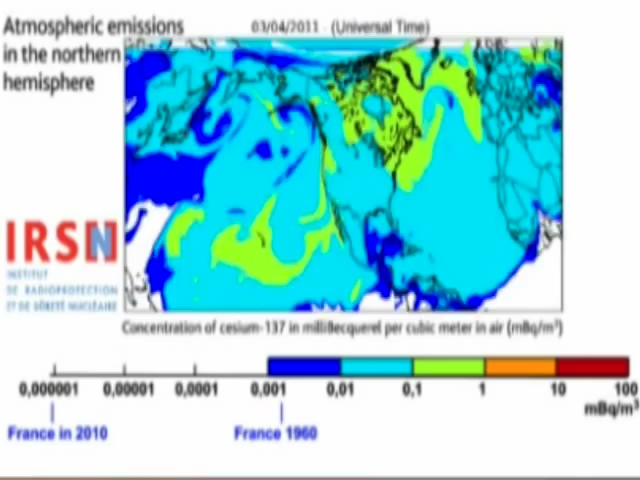 Atmospheric emissions
in the northern
hemisphere
03/04/2011 - (Universal Time)
IRSN
INSTITUT
DE RADIOPROTECTION
ET DE SÛRETÉ NUCLÉAIRE
Concentration of cesium-137 in milliBecquerel per cubic meter in air (mBq/m³)
0,000001 0,00001 0,0001 0,001 0,01 0,1 1 10 100
mBq/m³
France in 2010 France 1960